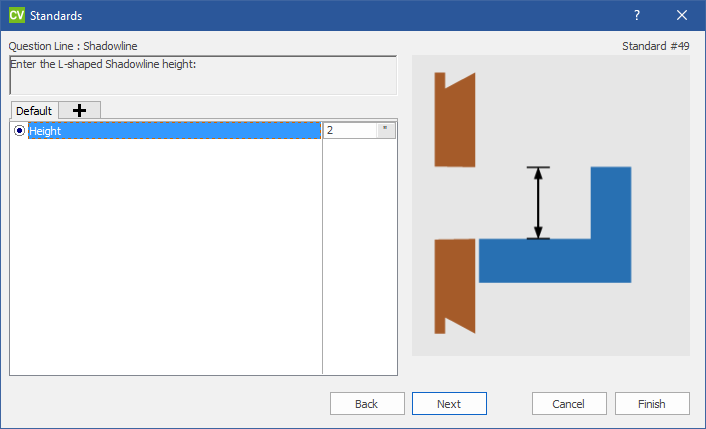 CV Standards ?
Question Line : Shadowline Standard #49
Enter the L-shaped Shadowline height:
Default
Height 2 "
Back Next Cancel Finish